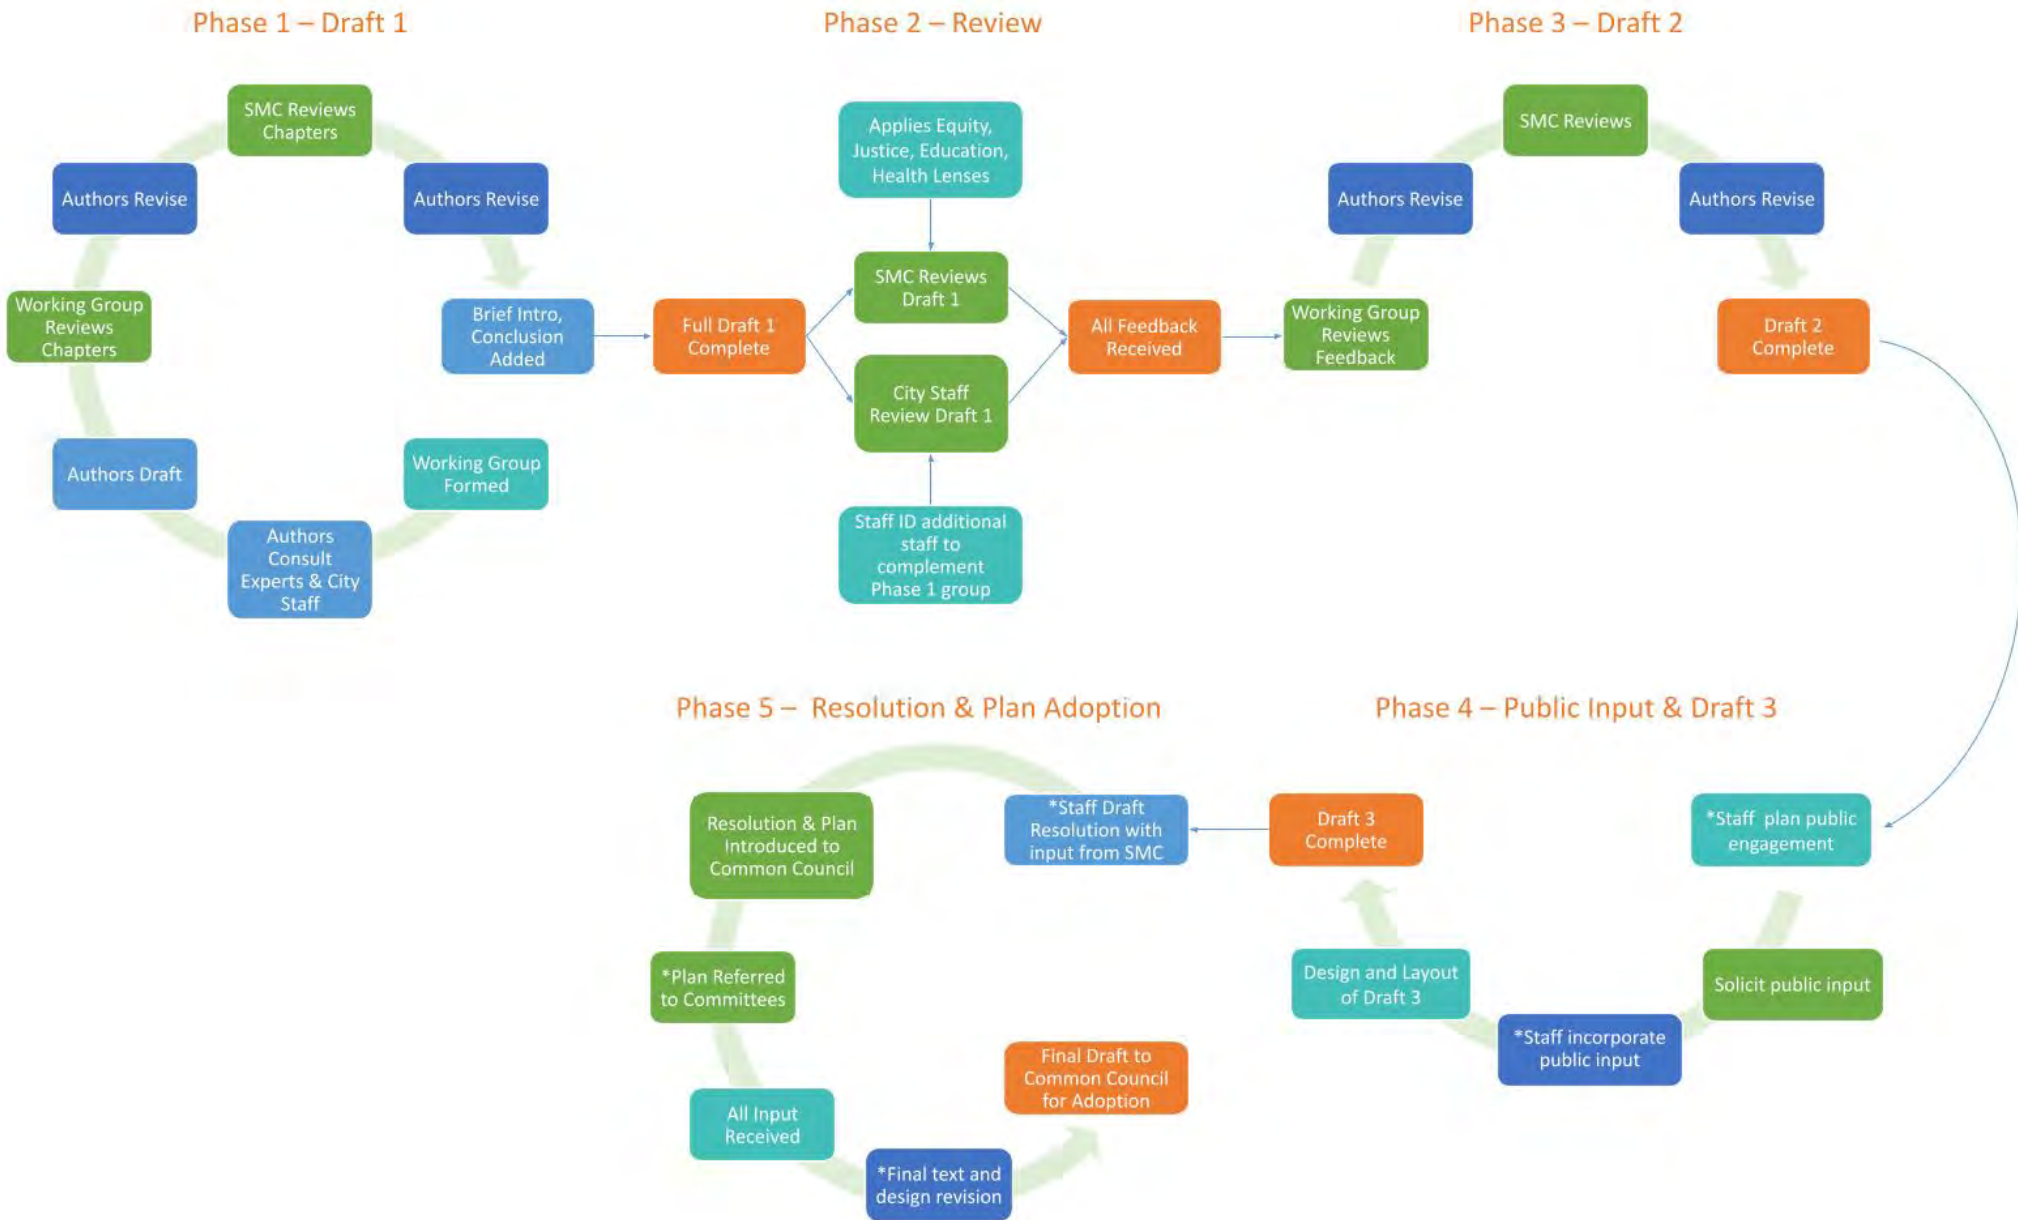 Phase 1 – Draft 1
SMC Reviews
Chapters
Authors Revise
Authors Revise
Working Group
Reviews
Chapters
Brief Intro,
Conclusion
Added
Authors Draft
Working Group
Formed
Authors
Consult
Experts & City
Staff
Phase 2 – Review
Applies Equity,
Justice, Education,
Health Lenses
Full Draft 1
Complete
SMC Reviews
Draft 1
City Staff
Review Draft 1
All Feedback
Received
Staff ID additional
staff to
complement
Phase 1 group
Phase 3 – Draft 2
SMC Reviews
Authors Revise
Authors Revise
Working Group
Reviews
Feedback
Draft 2
Complete
Phase 4 – Public Input & Draft 3
*Staff plan public
engagement
Solicit public input
*Staff incorporate
public input
Design and Layout
of Draft 3
Draft 3
Complete
Phase 5 – Resolution & Plan Adoption
*Staff Draft
Resolution with
input from SMC
Resolution & Plan
Introduced to
Common Council
*Plan Referred
to Committees
All Input
Received
*Final text and
design revision
Final Draft to
Common Council
for Adoption